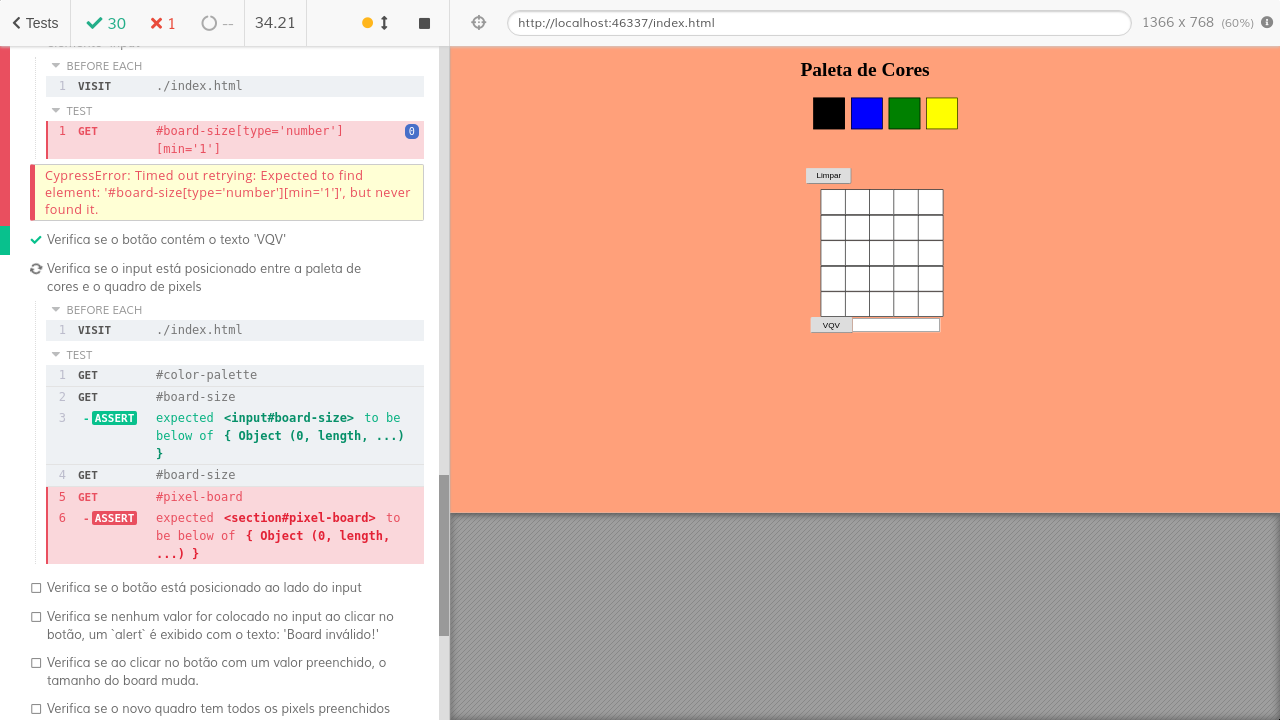 Tests
30
1
--
34.21
http://localhost:46337/index.html
1366 x 768 (60%)
elemento 'input'
BEFORE EACH
1 VISIT ./index.html
TEST
1 GET #board-size[type='number']
[min='1']
0
CypressError: Timed out retrying: Expected to find
element: '#board-size[type='number'][min='1']', but never
found it.
Verifica se o botão contém o texto 'VQV'
Verifica se o input está posicionado entre a paleta de
cores e o quadro de pixels
BEFORE EACH
1 VISIT ./index.html
TEST
1 GET #color-palette
2 GET #board-size
3 -ASSERT expected <input#board-size> to be
below of { Object (0, length, ...)
}
4 GET #board-size
5 GET #pixel-board
6 -ASSERT expected <section#pixel-board> to
be below of { Object (0, length,
...) }
Verifica se o botão está posicionado ao lado do input
Verifica se nenhum valor for colocado no input ao clicar no
botão, um `alert` é exibido com o texto: 'Board inválido!'
Verifica se ao clicar no botão com um valor preenchido, o
tamanho do board muda.
Verifica se o novo quadro tem todos os pixels preenchidos
Paleta de Cores
Limpar
VQV